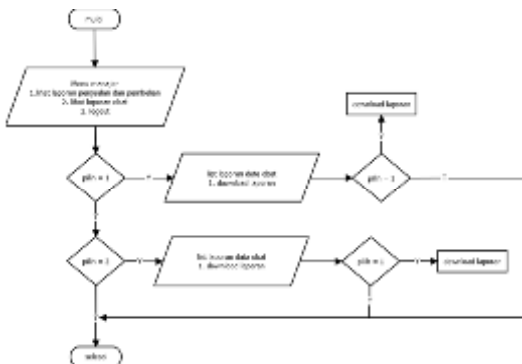 mulai
Menu manajer
1. lihat laporan penjualan dan pembelian
2. lihat laporan obat
3. logout
download laporan
pilih = 1
Y
list laporan data obat
1. download laporan
pilih = 1
T
pilih = 2
Y
list laporan data obat
1. download laporan
pilih = 1
Y
download laporan
selesai